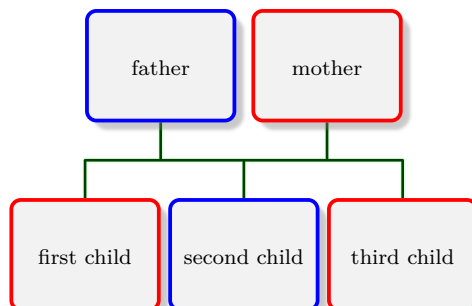 father
mother
first child
second child
third child